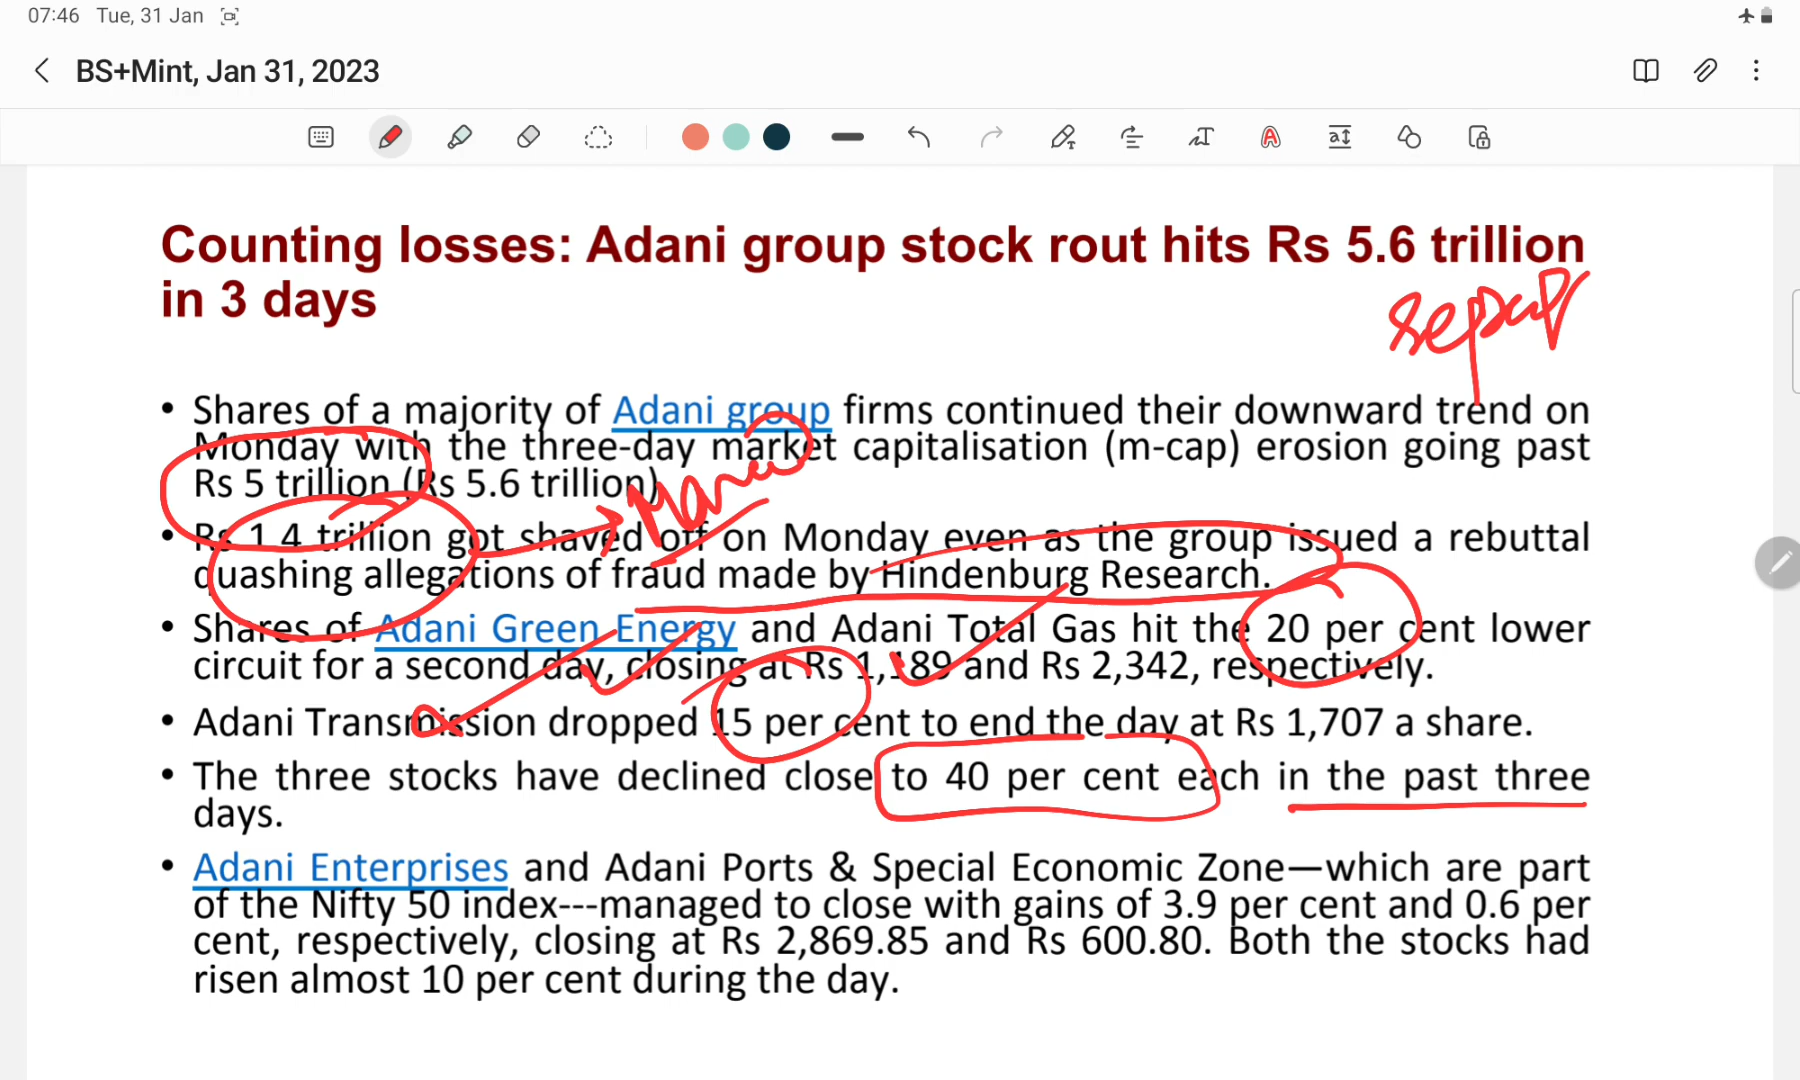 07:46 Tue, 31 Jan
BS+Mint, Jan 31, 2023
Counting losses: Adani group stock rout hits Rs 5.6 trillion
in 3 days
• Shares of a majority of Adani group firms continued their downward trend on
Monday with the three-day market capitalisation (m-cap) erosion going past
Rs 5 trillion (Rs 5.6 trillion)
• Rs 1.4 trillion got shaved off on Monday even as the group issued a rebuttal
quashing allegations of fraud made by Hindenburg Research.
• Shares of Adani Green Energy and Adani Total Gas hit the 20 per cent lower
circuit for a second day, closing at Rs 1,189 and Rs 2,342, respectively.
• Adani Transmission dropped 15 per cent to end the day at Rs 1,707 a share.
• The three stocks have declined close to 40 per cent each in the past three
days.
• Adani Enterprises and Adani Ports & Special Economic Zone—which are part
of the Nifty 50 index---managed to close with gains of 3.9 per cent and 0.6 per
cent, respectively, closing at Rs 2,869.85 and Rs 600.80. Both the stocks had
risen almost 10 per cent during the day.